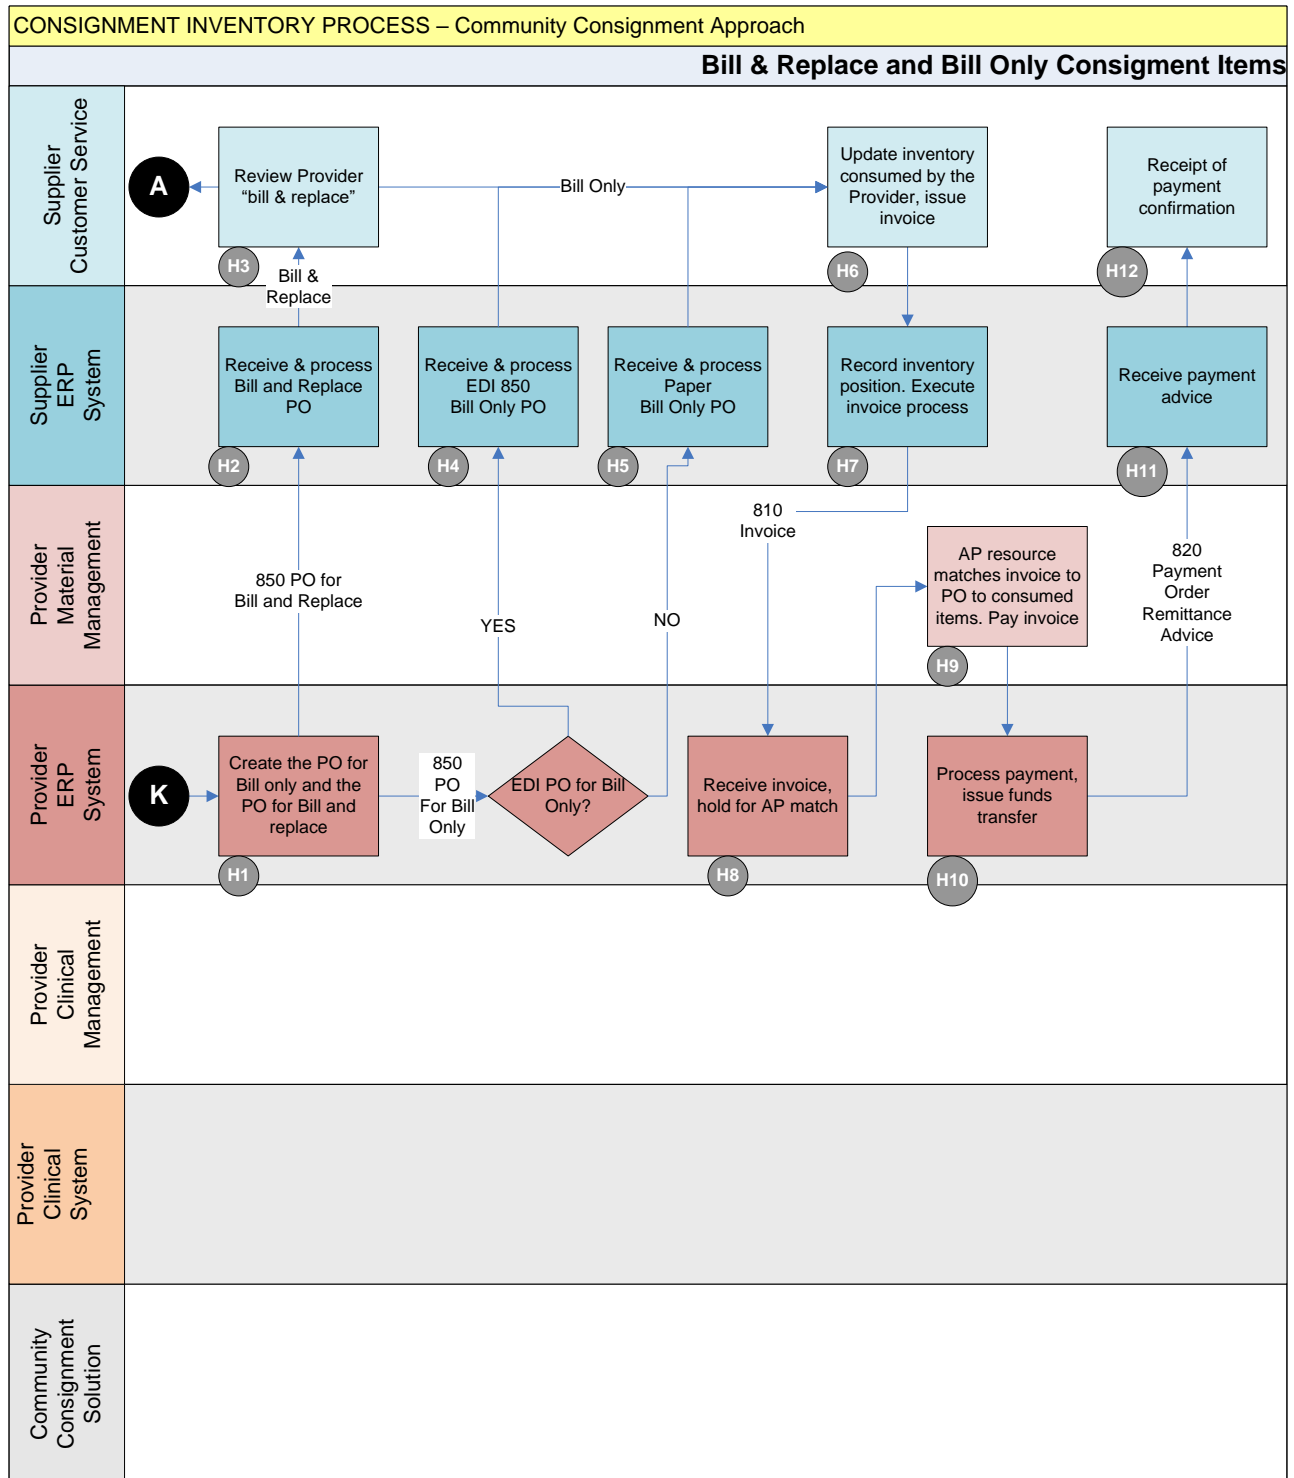 CONSIGNMENT INVENTORY PROCESS – Community Consignment Approach
Bill & Replace and Bill Only Consigment Items
Supplier
Customer Service
A
Review Provider
“bill & replace”
H3
Bill &
Replace
Bill Only
Update inventory
consumed by the
Provider, issue
invoice
H6
Receipt of
payment
confirmation
H12
Supplier
ERP
System
Receive & process
Bill and Replace
PO
H2
Receive & process
EDI 850
Bill Only PO
H4
Receive & process
Paper
Bill Only PO
H5
Record inventory
position. Execute
invoice process
H7
Receive payment
advice
H11
Provider
Material
Management
850 PO for
Bill and Replace
YES
NO
810
Invoice
AP resource
matches invoice to
PO to consumed
items. Pay invoice
H9
820
Payment
Order
Remittance
Advice
Provider
ERP
System
K
Create the PO for
Bill only and the
PO for Bill and
replace
H1
850
PO
For Bill
Only
EDI PO for Bill
Only?
Receive invoice,
hold for AP match
H8
Process payment,
issue funds
transfer
H10
Provider
Clinical
Management
Provider
Clinical
System
Community
Consignment
Solution